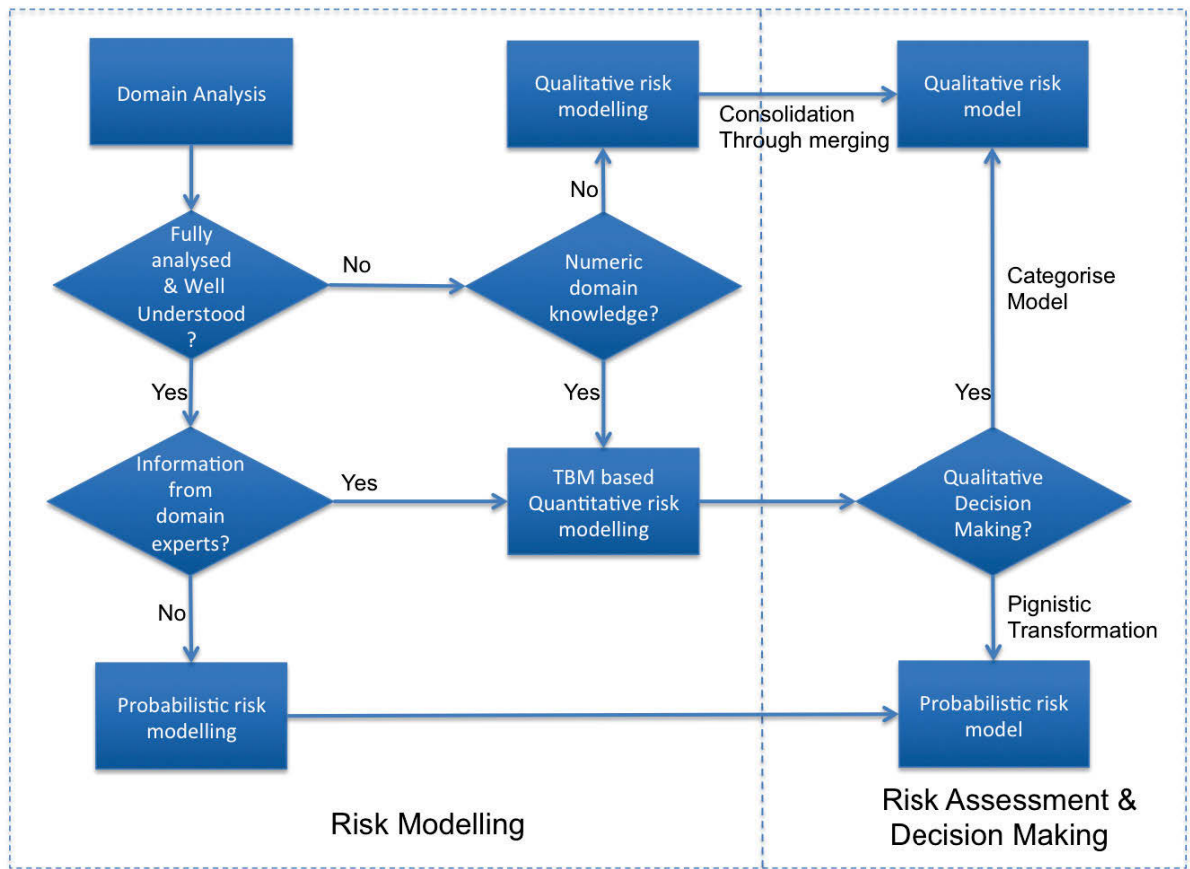 Domain Analysis
Qualitative risk
modelling
Consolidation
Through merging
Qualitative risk
model
Fully
analysed
& Well
Understood
?
No
Numeric
domain
knowledge?
No
Categorise
Model
Yes
Yes
Yes
Information
from
domain
experts?
Yes
TBM based
Quantitative risk
modelling
Qualitative
Decision
Making?
No
Pignistic
Transformation
Probabilistic risk
modelling
Probabilistic risk
model
Risk Modelling
Risk Assessment &
Decision Making